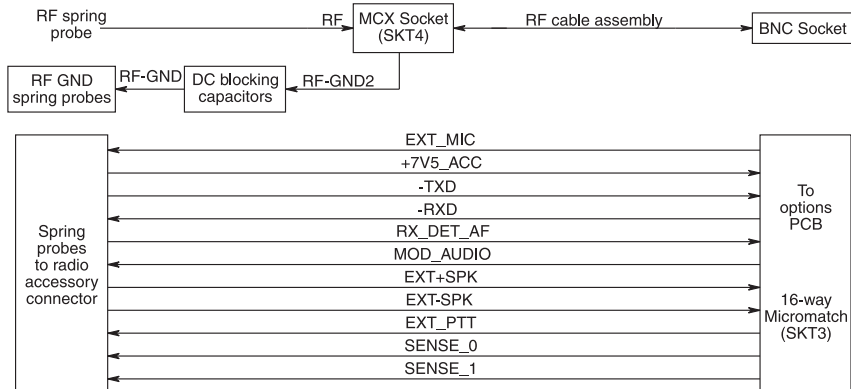 RF spring
probe
RF
MCX Socket
(SKT4)
RF cable assembly
BNC Socket
RF GND
spring probes
RF-GND
DC blocking
capacitors
RF-GND2
Spring
probes
to radio
accessory
connector
EXT_MIC
+7V5_ACC
-TXD
-RXD
RX_DET_AF
MOD_AUDIO
EXT+SPK
EXT-SPK
EXT_PTT
SENSE_0
SENSE_1
To
options
PCB
16-way
Micromatch
(SKT3)